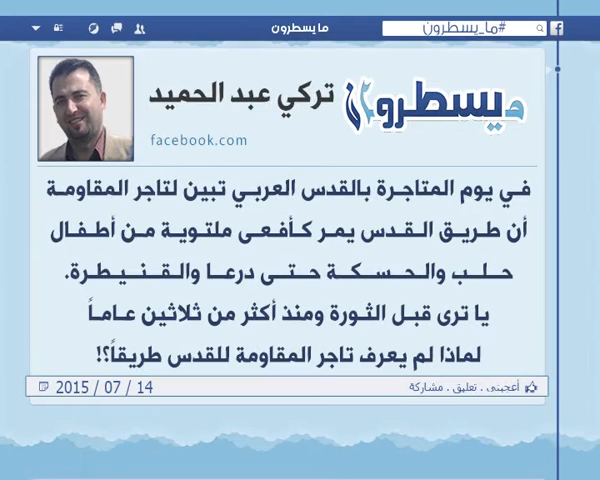 ما يسطرون
#ما_يسطرون
ما يسطرون
تركي عبد الحميد
facebook.com
في يوم المتاجرة بالقدس العربي تبين لتاجر المقاومة
أن طريق القدس يمر كأفعى ملتوية من أطفال
حلب والحسكة حتى درعا والقنيطرة.
يا ترى قبل الثورة ومنذ أكثر من ثلاثين عاماً
لماذا لم يعرف تاجر المقاومة للقدس طريقاً؟!
أعجبني . تعليق . مشاركة
2015 / 07 / 14